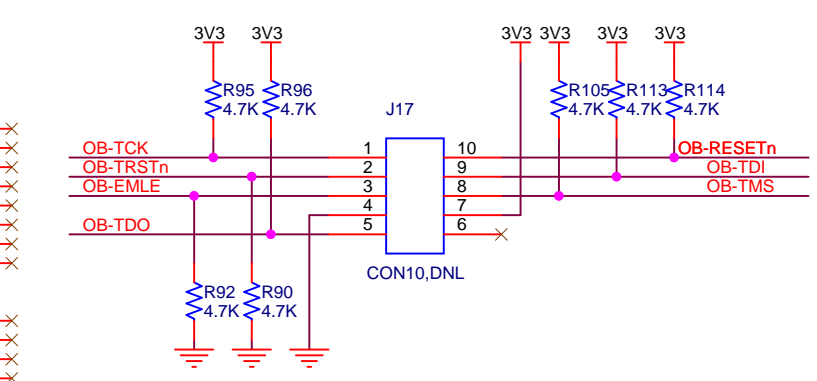 3V3 3V3 3V3 3V3 3V3 3V3
R95 R96 R105 R113 R114
4.7K 4.7K 4.7K 4.7K 4.7K
J17
OB-TCK 1 10 OB-RESETn
OB-TRSTn 2 9 OB-TDI
OB-EMLE 3 8 OB-TMS
4 7
OB-TDO 5 6
CON10,DNL
R92 R90
4.7K 4.7K